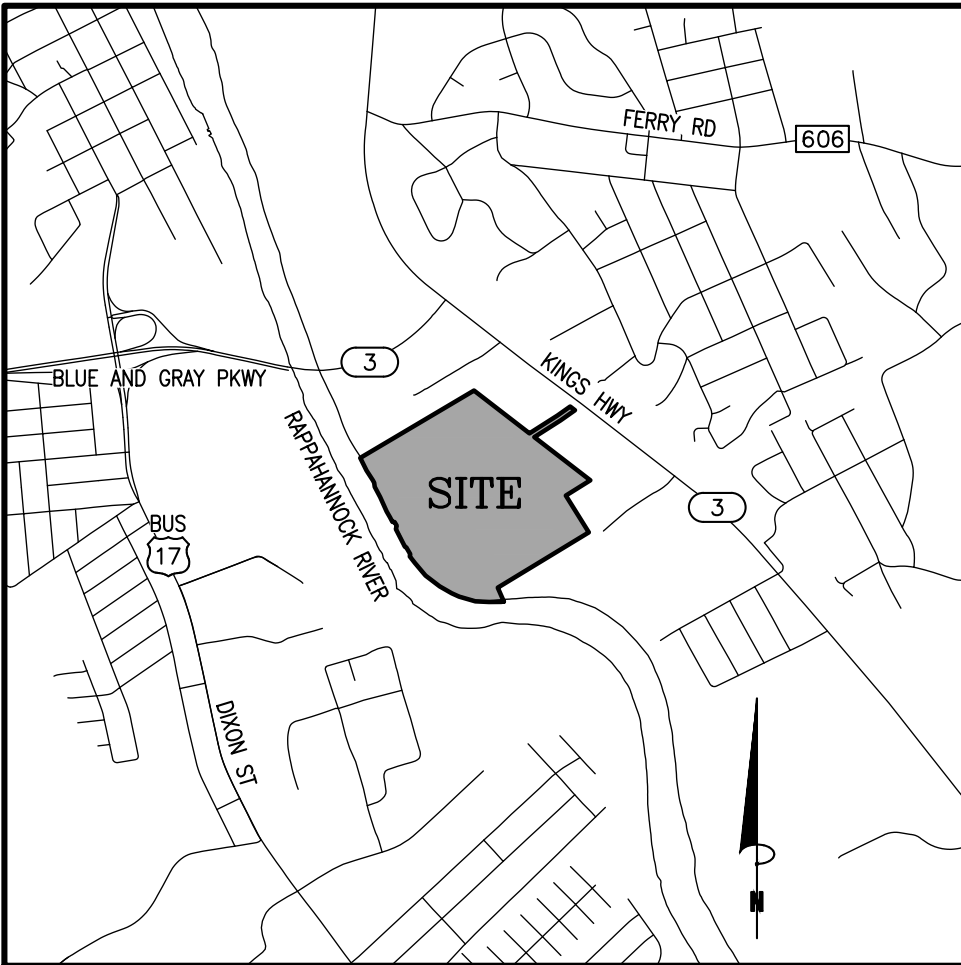 FERRY RD
606
3
BLUE AND GRAY PKWY
KINGS HWY
RAPPAHANNOCK RIVER
SITE
3
BUS
17
DIXON ST
N